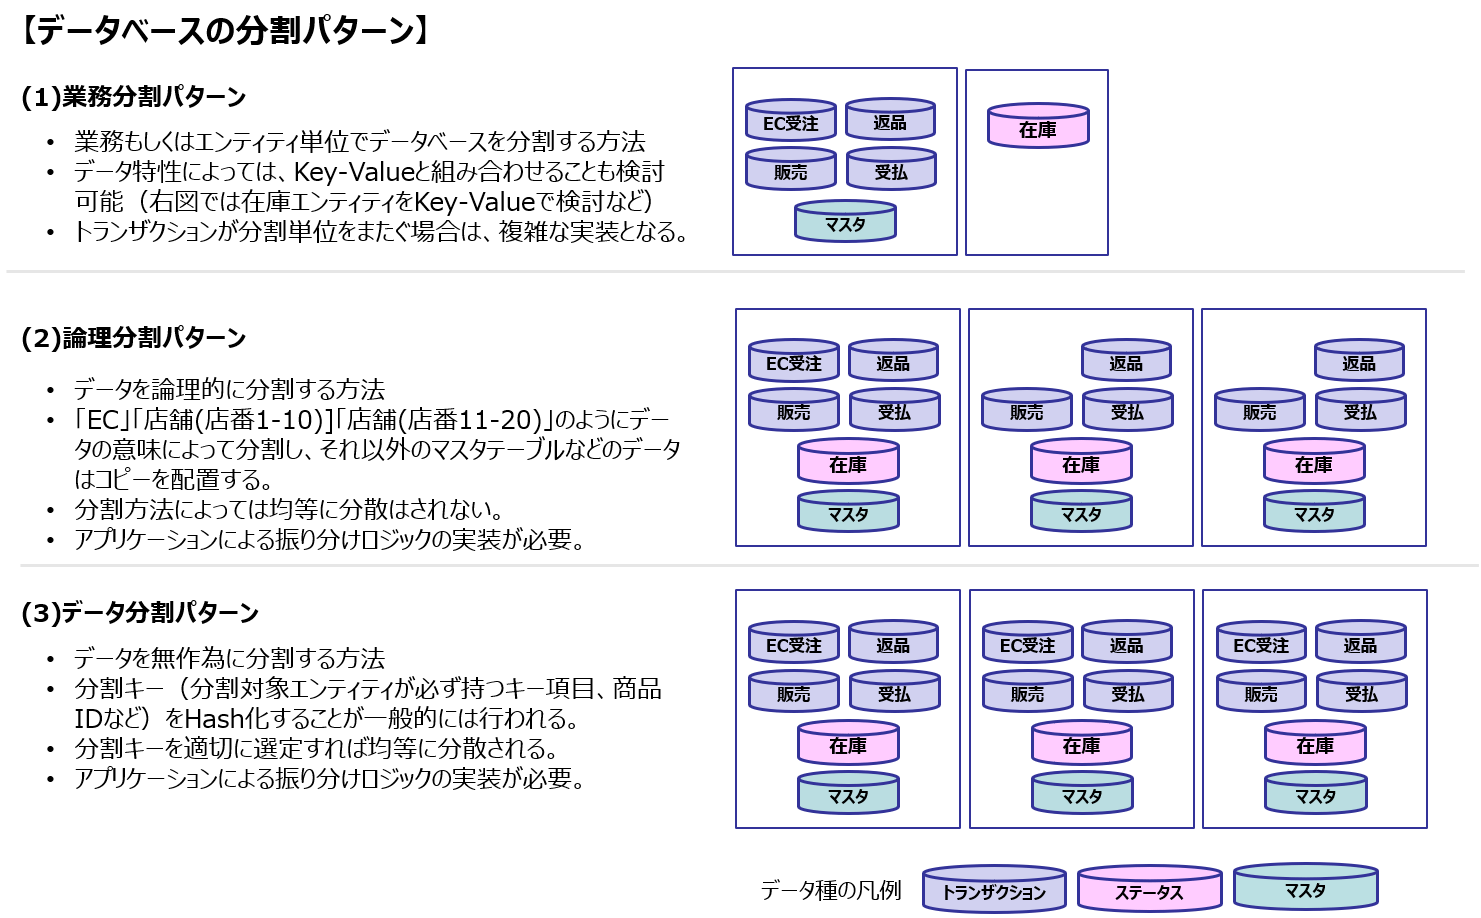 【データベースの分割パターン】
(1)業務分割パターン
• 業務もしくはエンティティ単位でデータベースを分割する方法
• データ特性によっては、Key-Valueと組み合わせることも検討
可能（右図では在庫エンティティをKey-Valueで検討など）
• トランザクションが分割単位をまたぐ場合は、複雑な実装となる。
EC受注 返品
販売 受払
マスタ
在庫
(2)論理分割パターン
• データを論理的に分割する方法
• 「EC」「店舗(店番1-10)]「店舗(店番11-20)」のようにデー
タの意味によって分割し、それ以外のマスタテーブルなどのデータ
はコピーを配置する。
• 分割方法によっては均等に分散はされない。
• アプリケーションによる振り分けロジックの実装が必要。
EC受注 返品
販売 受払
在庫
マスタ
返品
販売 受払
在庫
マスタ
返品
販売 受払
在庫
マスタ
(3)データ分割パターン
• データを無作為に分割する方法
• 分割キー（分割対象エンティティが必ず持つキー項目、商品
IDなど）をHash化することが一般的には行われる。
• 分割キーを適切に選定すれば均等に分散される。
• アプリケーションによる振り分けロジックの実装が必要。
EC受注 返品
販売 受払
在庫
マスタ
EC受注 返品
販売 受払
在庫
マスタ
EC受注 返品
販売 受払
在庫
マスタ
データ種の凡例 トランザクション ステータス マスタ